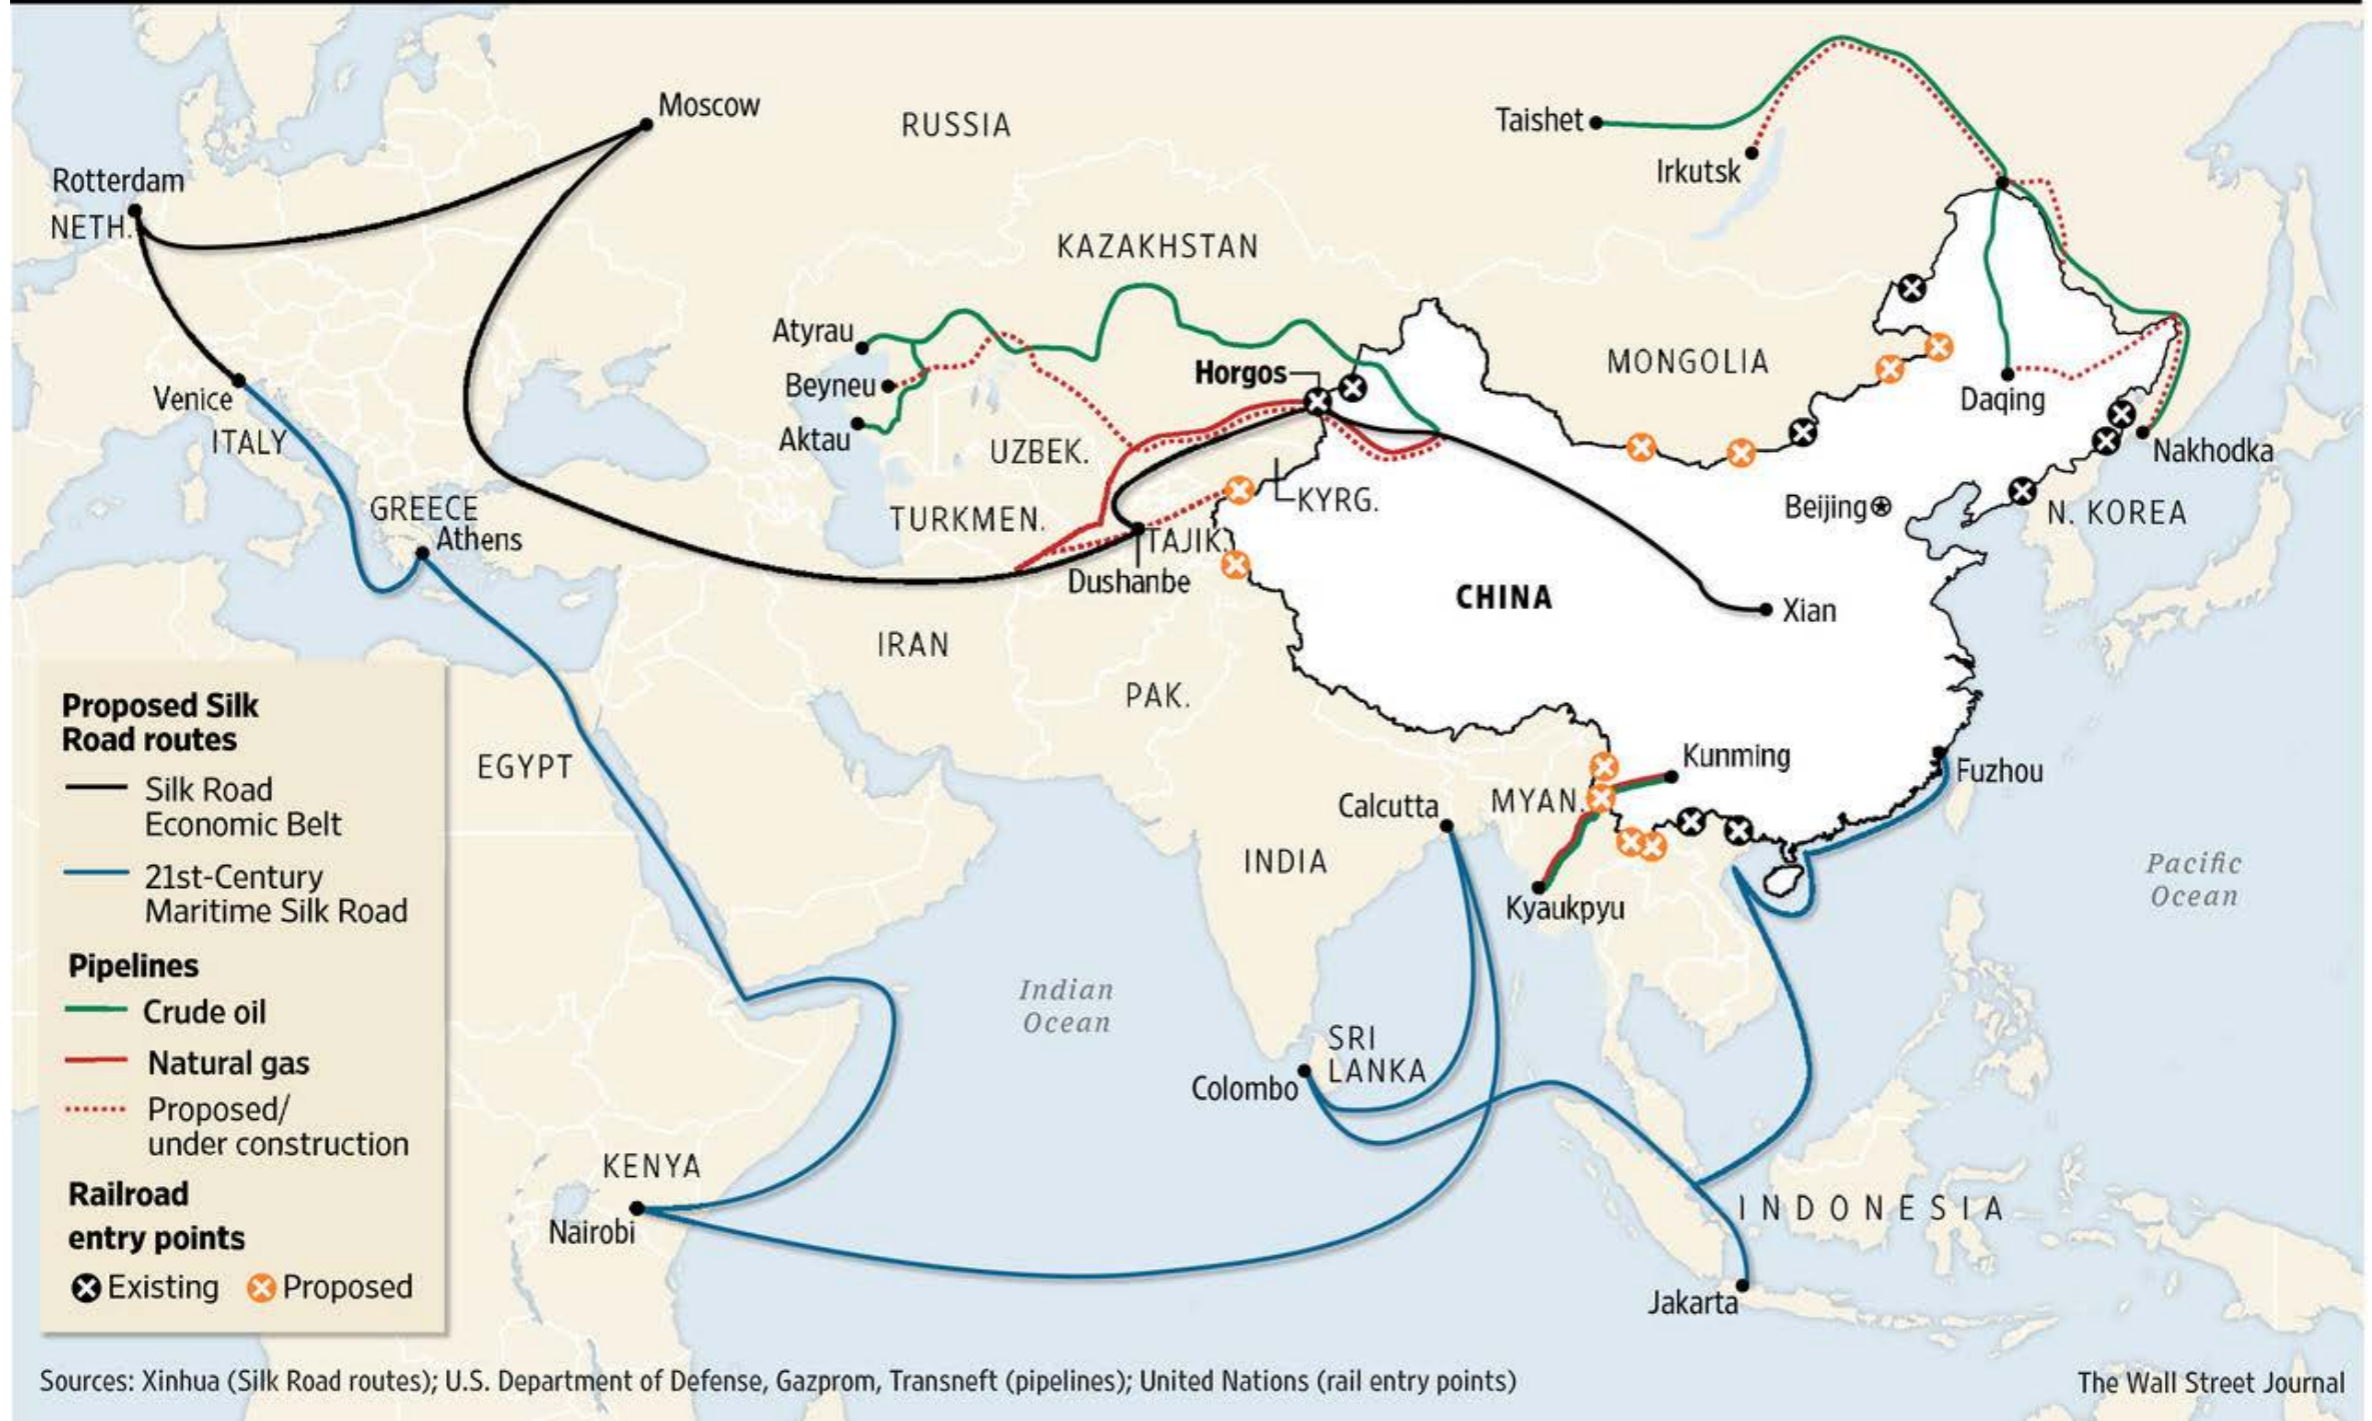 Moscow
RUSSIA
Taishet
Irkutsk
Rotterdam
NETH.
KAZAKHSTAN
Atyrau
Beyneu
Aktau
Horgos
MONGOLIA
Daqing
Nakhodka
Venice
ITALY
UZBEK.
TURKMEN.
KYRG.
Beijing
N. KOREA
GREECE
Athens
TAJIK.
Dushanbe
CHINA
Xian
IRAN
PAK.
EGYPT
Kunming
Fuzhou
Calcutta
MYAN.
INDIA
Kyaukpyu
Pacific
Ocean
Indian
Ocean
SRI
LANKA
Colombo
KENYA
Nairobi
INDONESIA
Jakarta
Proposed Silk
Road routes
Silk Road
Economic Belt
21st-Century
Maritime Silk Road
Pipelines
Crude oil
Natural gas
Proposed/
under construction
Railroad
entry points
Existing
Proposed
Sources: Xinhua (Silk Road routes); U.S. Department of Defense, Gazprom, Transneft (pipelines); United Nations (rail entry points)
The Wall Street Journal